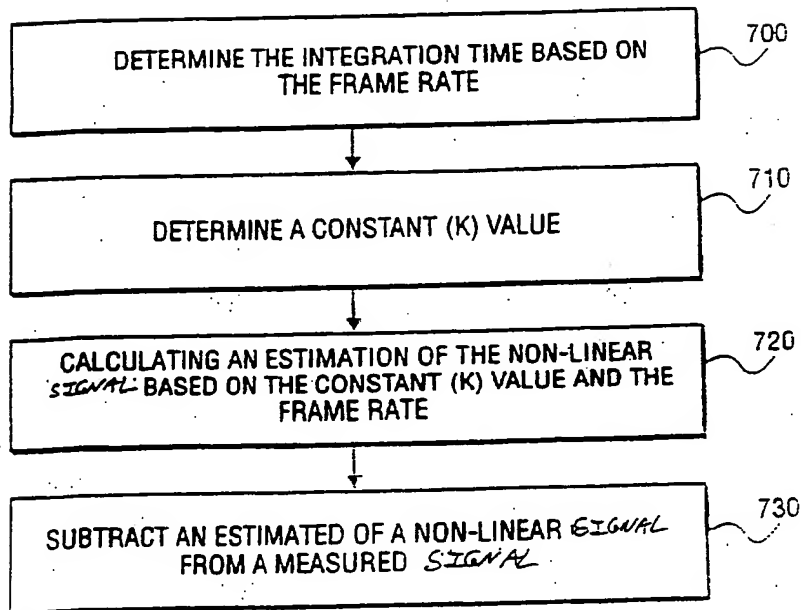 DETERMINE THE INTEGRATION TIME BASED ON
THE FRAME RATE
700
DETERMINE A CONSTANT (K) VALUE
710
CALCULATING AN ESTIMATION OF THE NON-LINEAR
SIGNAL BASED ON THE CONSTANT (K) VALUE AND THE
FRAME RATE
720
SUBTRACT AN ESTIMATED OF A NON-LINEAR SIGNAL
FROM A MEASURED SIGNAL
730